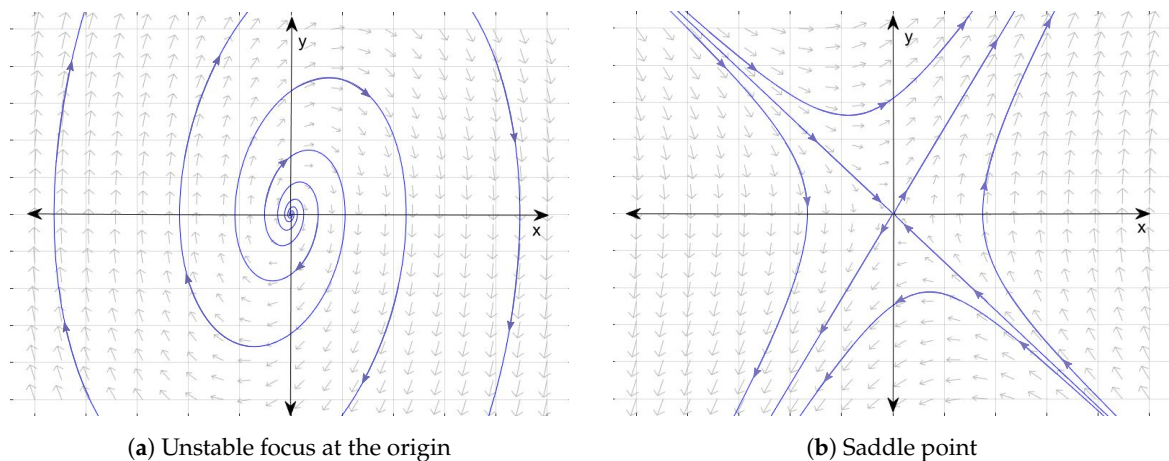 y
x
y
x
(a) Unstable focus at the origin
(b) Saddle point